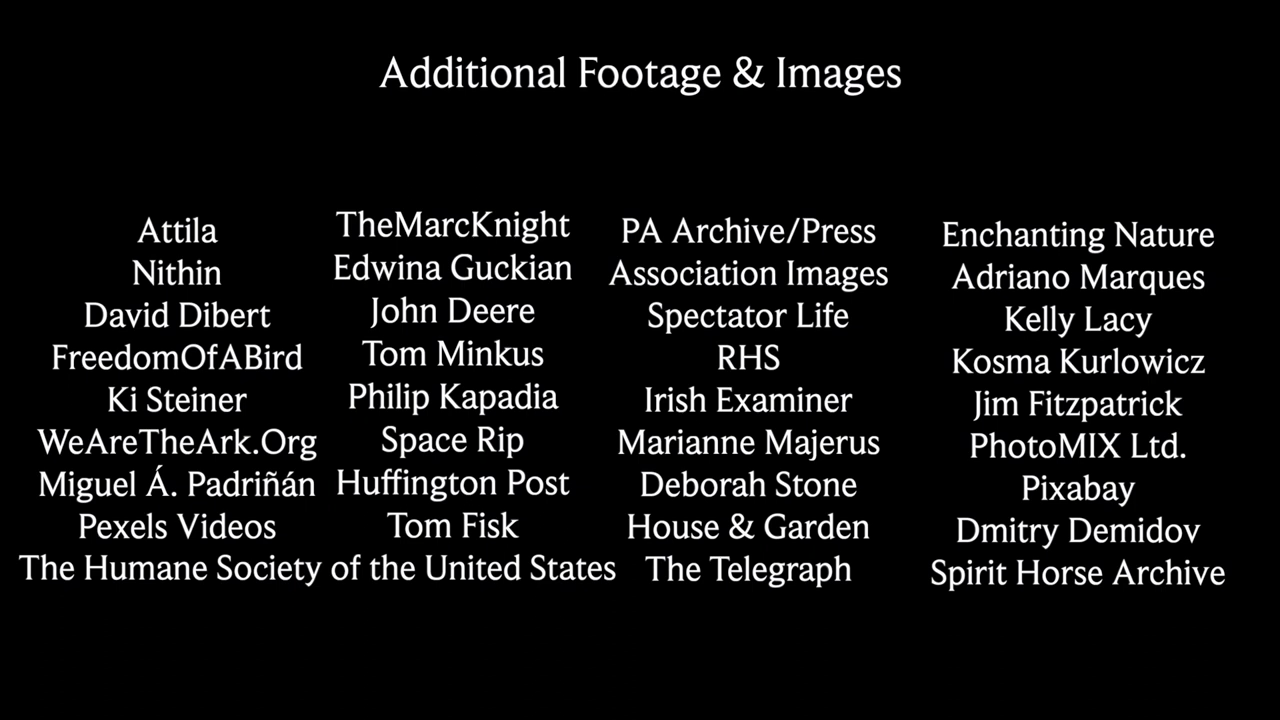 Additional Footage & Images
Attila
Nithin
David Dibert
FreedomOfABird
Ki Steiner
WeAreTheArk.Org
Miguel Á. Padriñán
Pexels Videos
The Humane Society of the United States
TheMarcKnight
Edwina Guckian
John Deere
Tom Minkus
Philip Kapadia
Space Rip
Huffington Post
Tom Fisk
PA Archive/Press
Association Images
Spectator Life
RHS
Irish Examiner
Marianne Majerus
Deborah Stone
House & Garden
The Telegraph
Enchanting Nature
Adriano Marques
Kelly Lacy
Kosma Kurlowicz
Jim Fitzpatrick
PhotoMIX Ltd.
Pixabay
Dmitry Demidov
Spirit Horse Archive